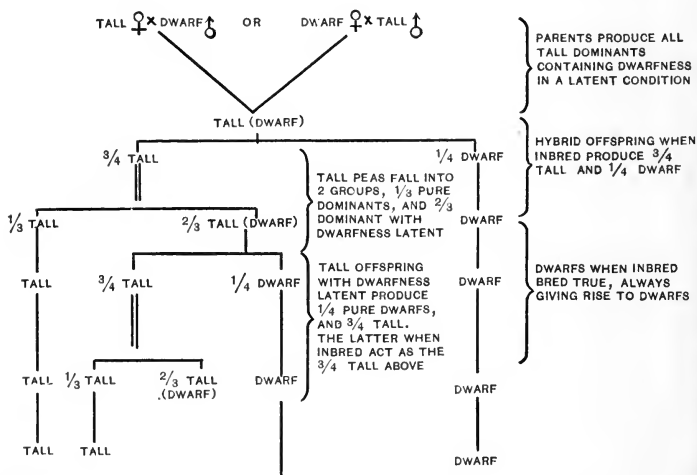 TALL ♀ × DWARF ♂ OR DWARF ♀ × TALL ♂
PARENTS PRODUCE ALL
TALL DOMINANTS
CONTAINING DWARFNESS
IN A LATENT CONDITION
TALL (DWARF)
3/4 TALL
1/4 DWARF
HYBRID OFFSPRING WHEN
INBRED PRODUCE 3/4
TALL AND 1/4 DWARF
TALL PEAS FALL INTO
2 GROUPS, 1/3 PURE
DOMINANTS, AND 2/3
DOMINANT WITH
DWARFNESS LATENT
1/3 TALL
2/3 TALL (DWARF)
DWARF
TALL
3/4 TALL
1/4 DWARF
TALL OFFSPRING
WITH DWARFNESS
LATENT PRODUCE
1/4 PURE DWARFS,
AND 3/4 TALL.
THE LATTER WHEN
INBRED ACT AS THE
3/4 TALL ABOVE
DWARF
DWARFS WHEN INBRED
BRED TRUE, ALWAYS
GIVING RISE TO DWARFS
TALL
1/3 TALL
2/3 TALL
.(DWARF)
DWARF
DWARF
TALL
TALL
DWARF